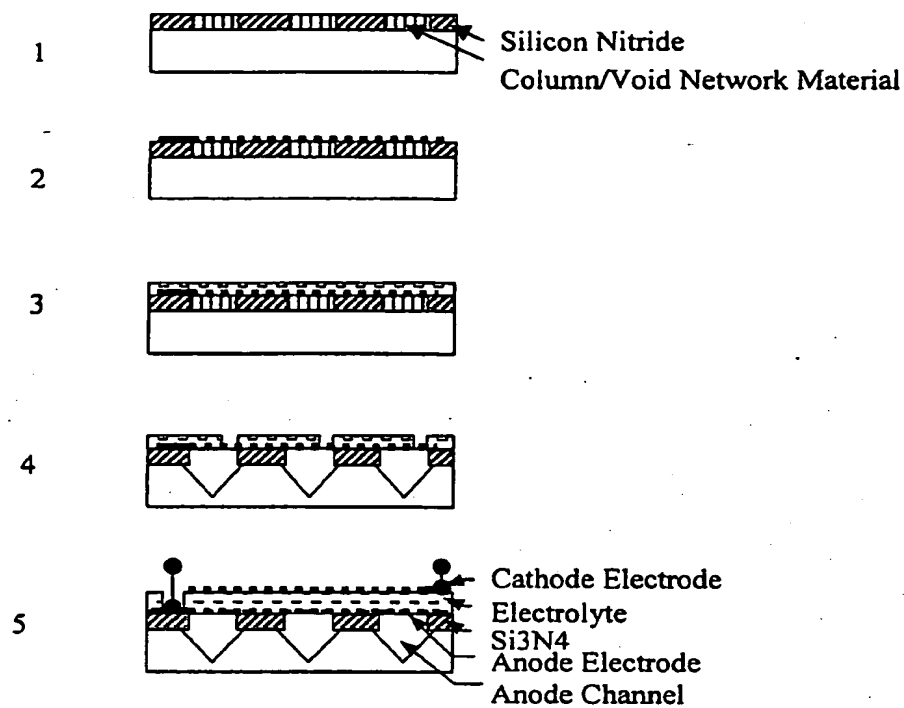 1
Silicon Nitride
Column/Void Network Material
2
3
4
5
Cathode Electrode
Electrolyte
Si3N4
Anode Electrode
Anode Channel